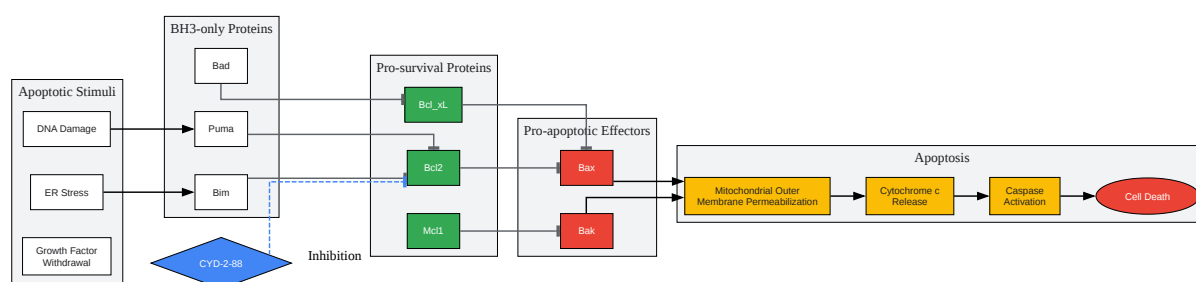 BH3-only Proteins
Bad
Puma
Bim
Apoptotic Stimuli
DNA Damage
ER Stress
Growth Factor
Withdrawal
CYD-2-88
Inhibition
Pro-survival Proteins
Bcl_xL
Bcl2
Mcl1
Pro-apoptotic Effectors
Bax
Bak
Apoptosis
Mitochondrial Outer
Membrane Permeabilization
Cytochrome c
Release
Caspase
Activation
Cell Death